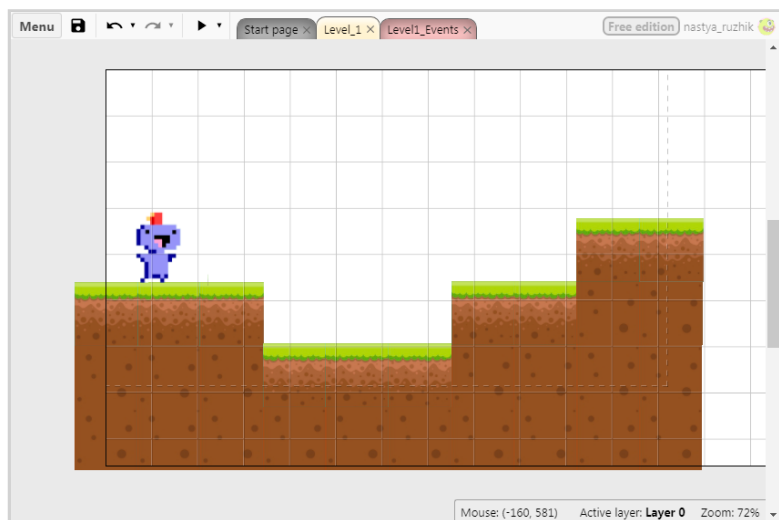 Menu Start page × Level_1 × Level1_Events × Free edition nastya_ruzhik
Mouse: (-160, 581) Active layer: Layer 0 Zoom: 72%